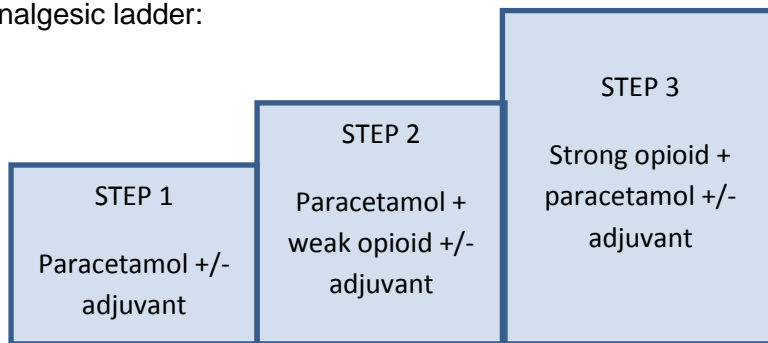 nalgesic ladder:
STEP 1
Paracetamol +/-
adjuvant
STEP 2
Paracetamol +
weak opioid +/-
adjuvant
STEP 3
Strong opioid +
paracetamol +/-
adjuvant